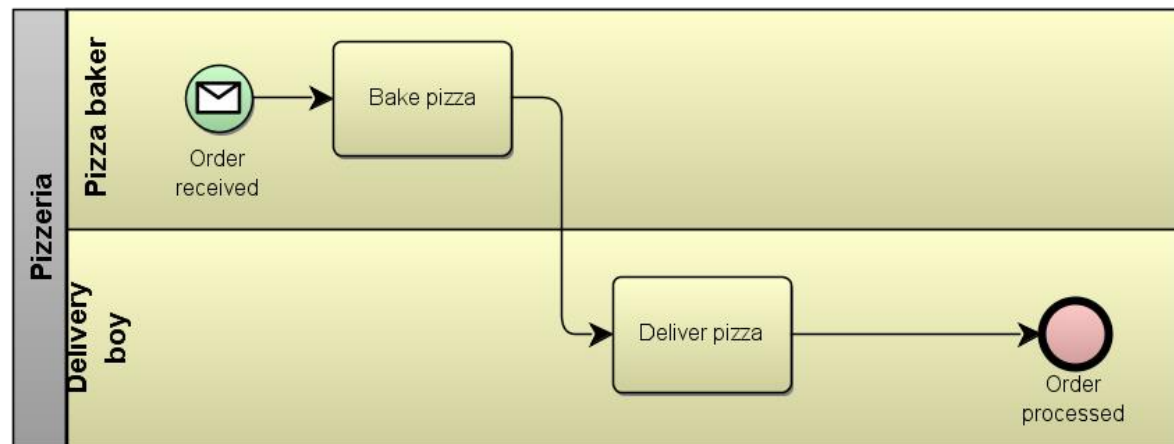 Pizzeria
Pizza baker
Order
received
Bake pizza
Delivery
boy
Deliver pizza
Order
processed